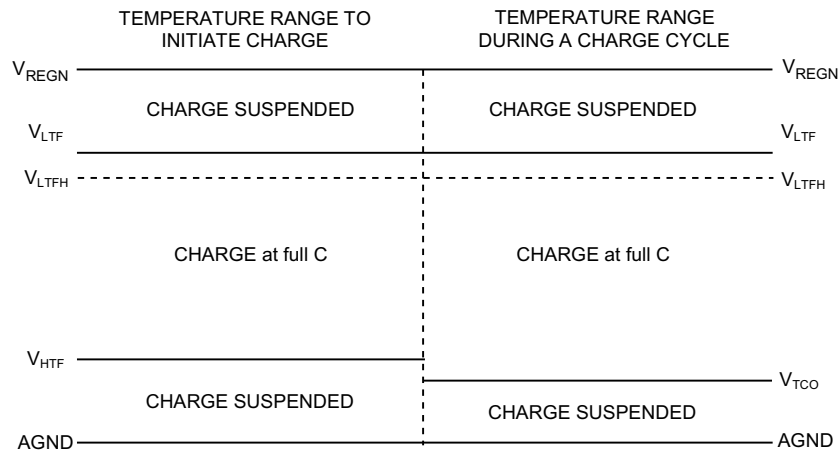 TEMPERATURE RANGE TO
INITIATE CHARGE
TEMPERATURE RANGE
DURING A CHARGE CYCLE
VREGN
VREGN
CHARGE SUSPENDED
CHARGE SUSPENDED
VLTF
VLTF
VLTFH
VLTFH
CHARGE at full C
CHARGE at full C
VHTF
VTCO
CHARGE SUSPENDED
CHARGE SUSPENDED
AGND
AGND